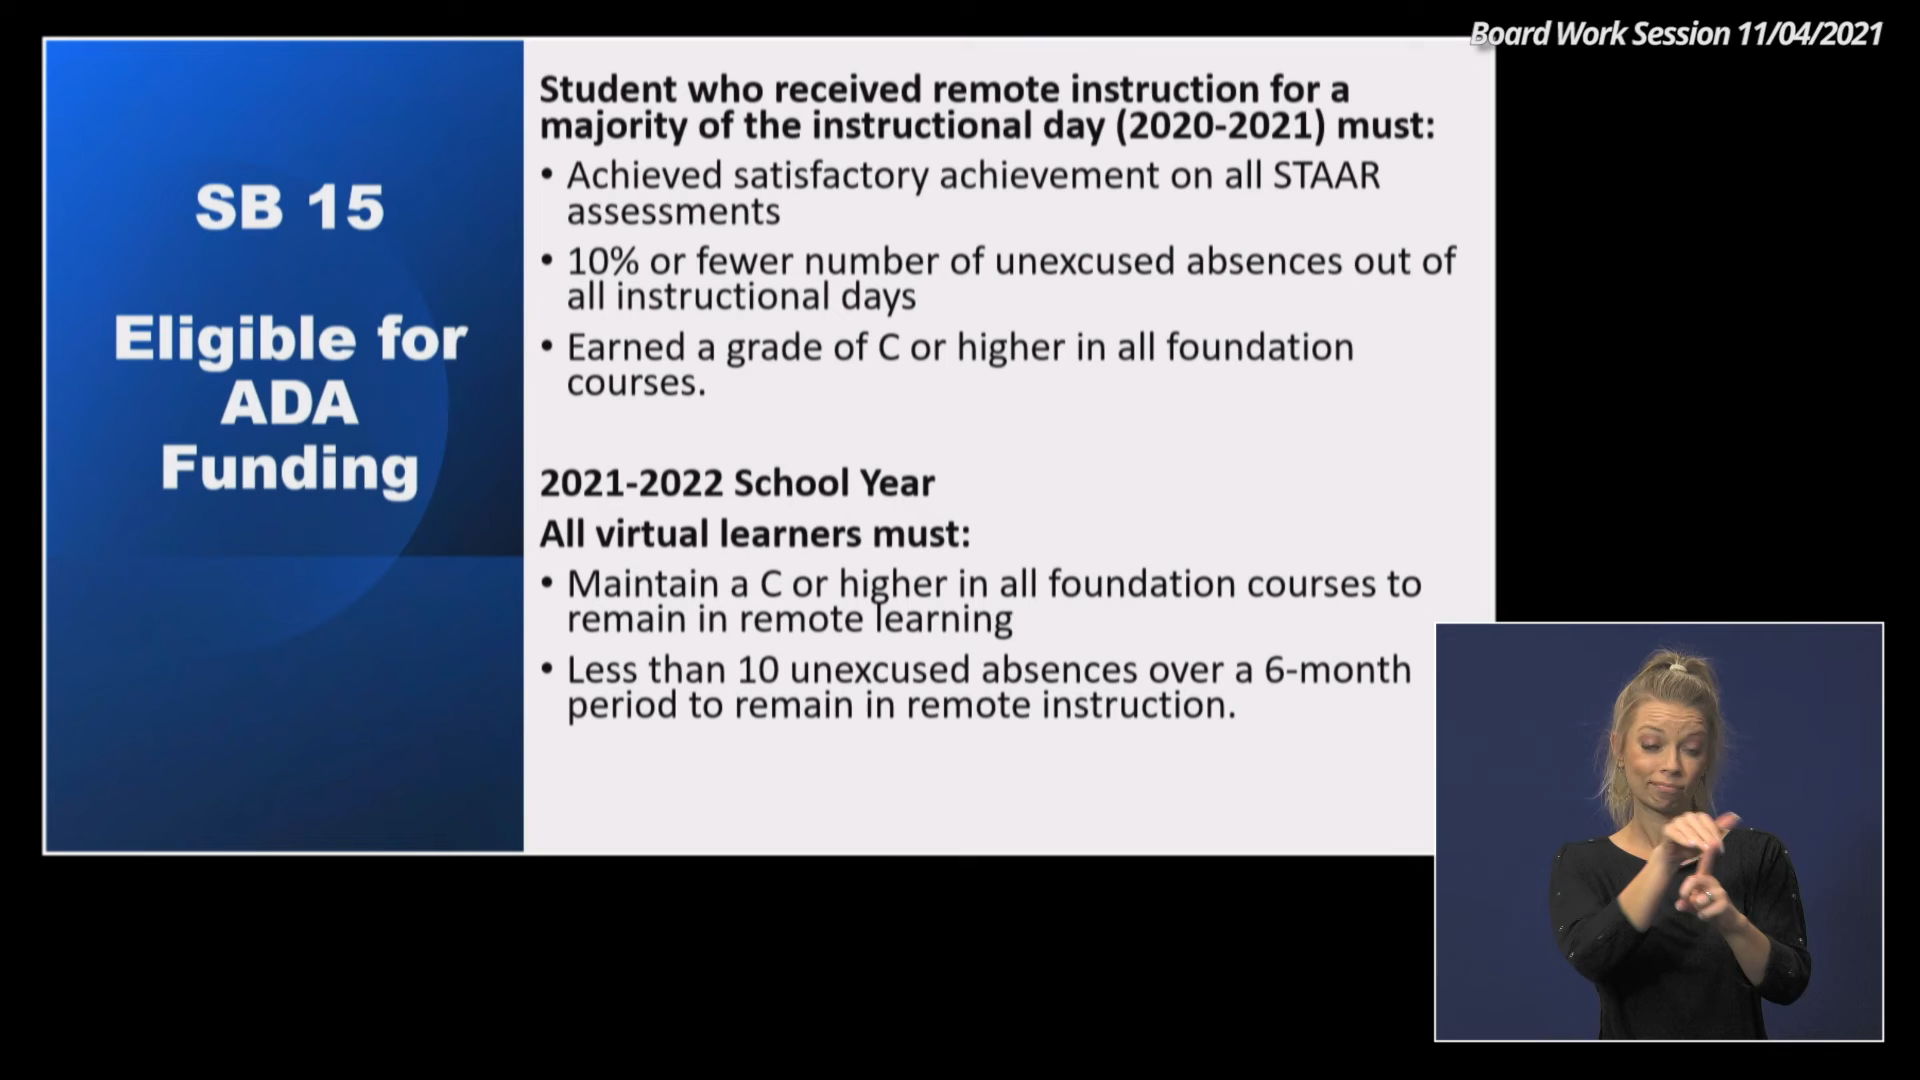 Board Work Session 11/04/2021
SB 15
Eligible for
ADA
Funding
Student who received remote instruction for a
majority of the instructional day (2020-2021) must:
• Achieved satisfactory achievement on all STAAR
assessments
• 10% or fewer number of unexcused absences out of
all instructional days
• Earned a grade of C or higher in all foundation
courses.
2021-2022 School Year
All virtual learners must:
• Maintain a C or higher in all foundation courses to
remain in remote learning
• Less than 10 unexcused absences over a 6-month
period to remain in remote instruction.